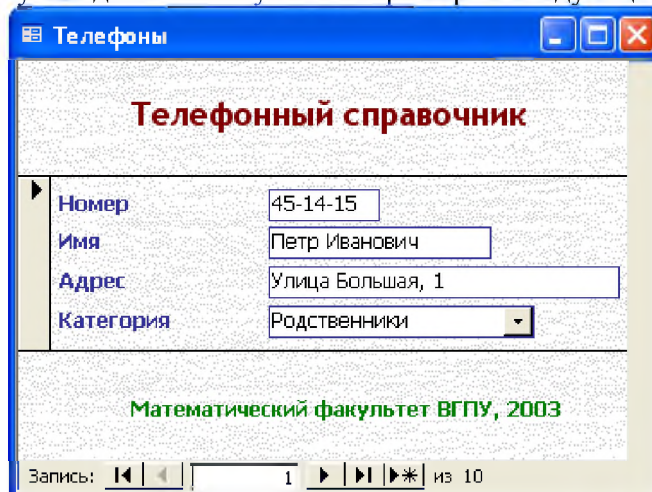 Телефоны
Телефонный справочник
Номер 45-14-15
Имя Петр Иванович
Адрес Улица Большая, 1
Категория Родственники
Математический факультет ВГПУ, 2003
Запись: 1 из 10